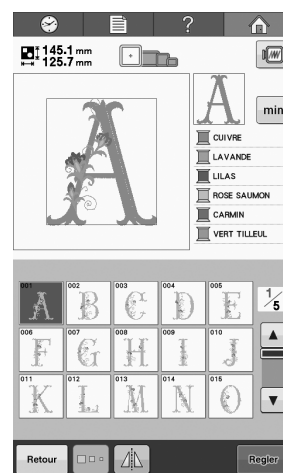 ?
145.1 mm
125.7 mm
A
A
min
CUIVRE
LAVANDE
LILAS
ROSE SAUMON
CARMIN
VERT TILLEUL
001 002 003 004 005
A B C D E
1/5
006 007 008 009 010
F G H I J
011 012 013 014 015
K L M N O
Retour
Regler